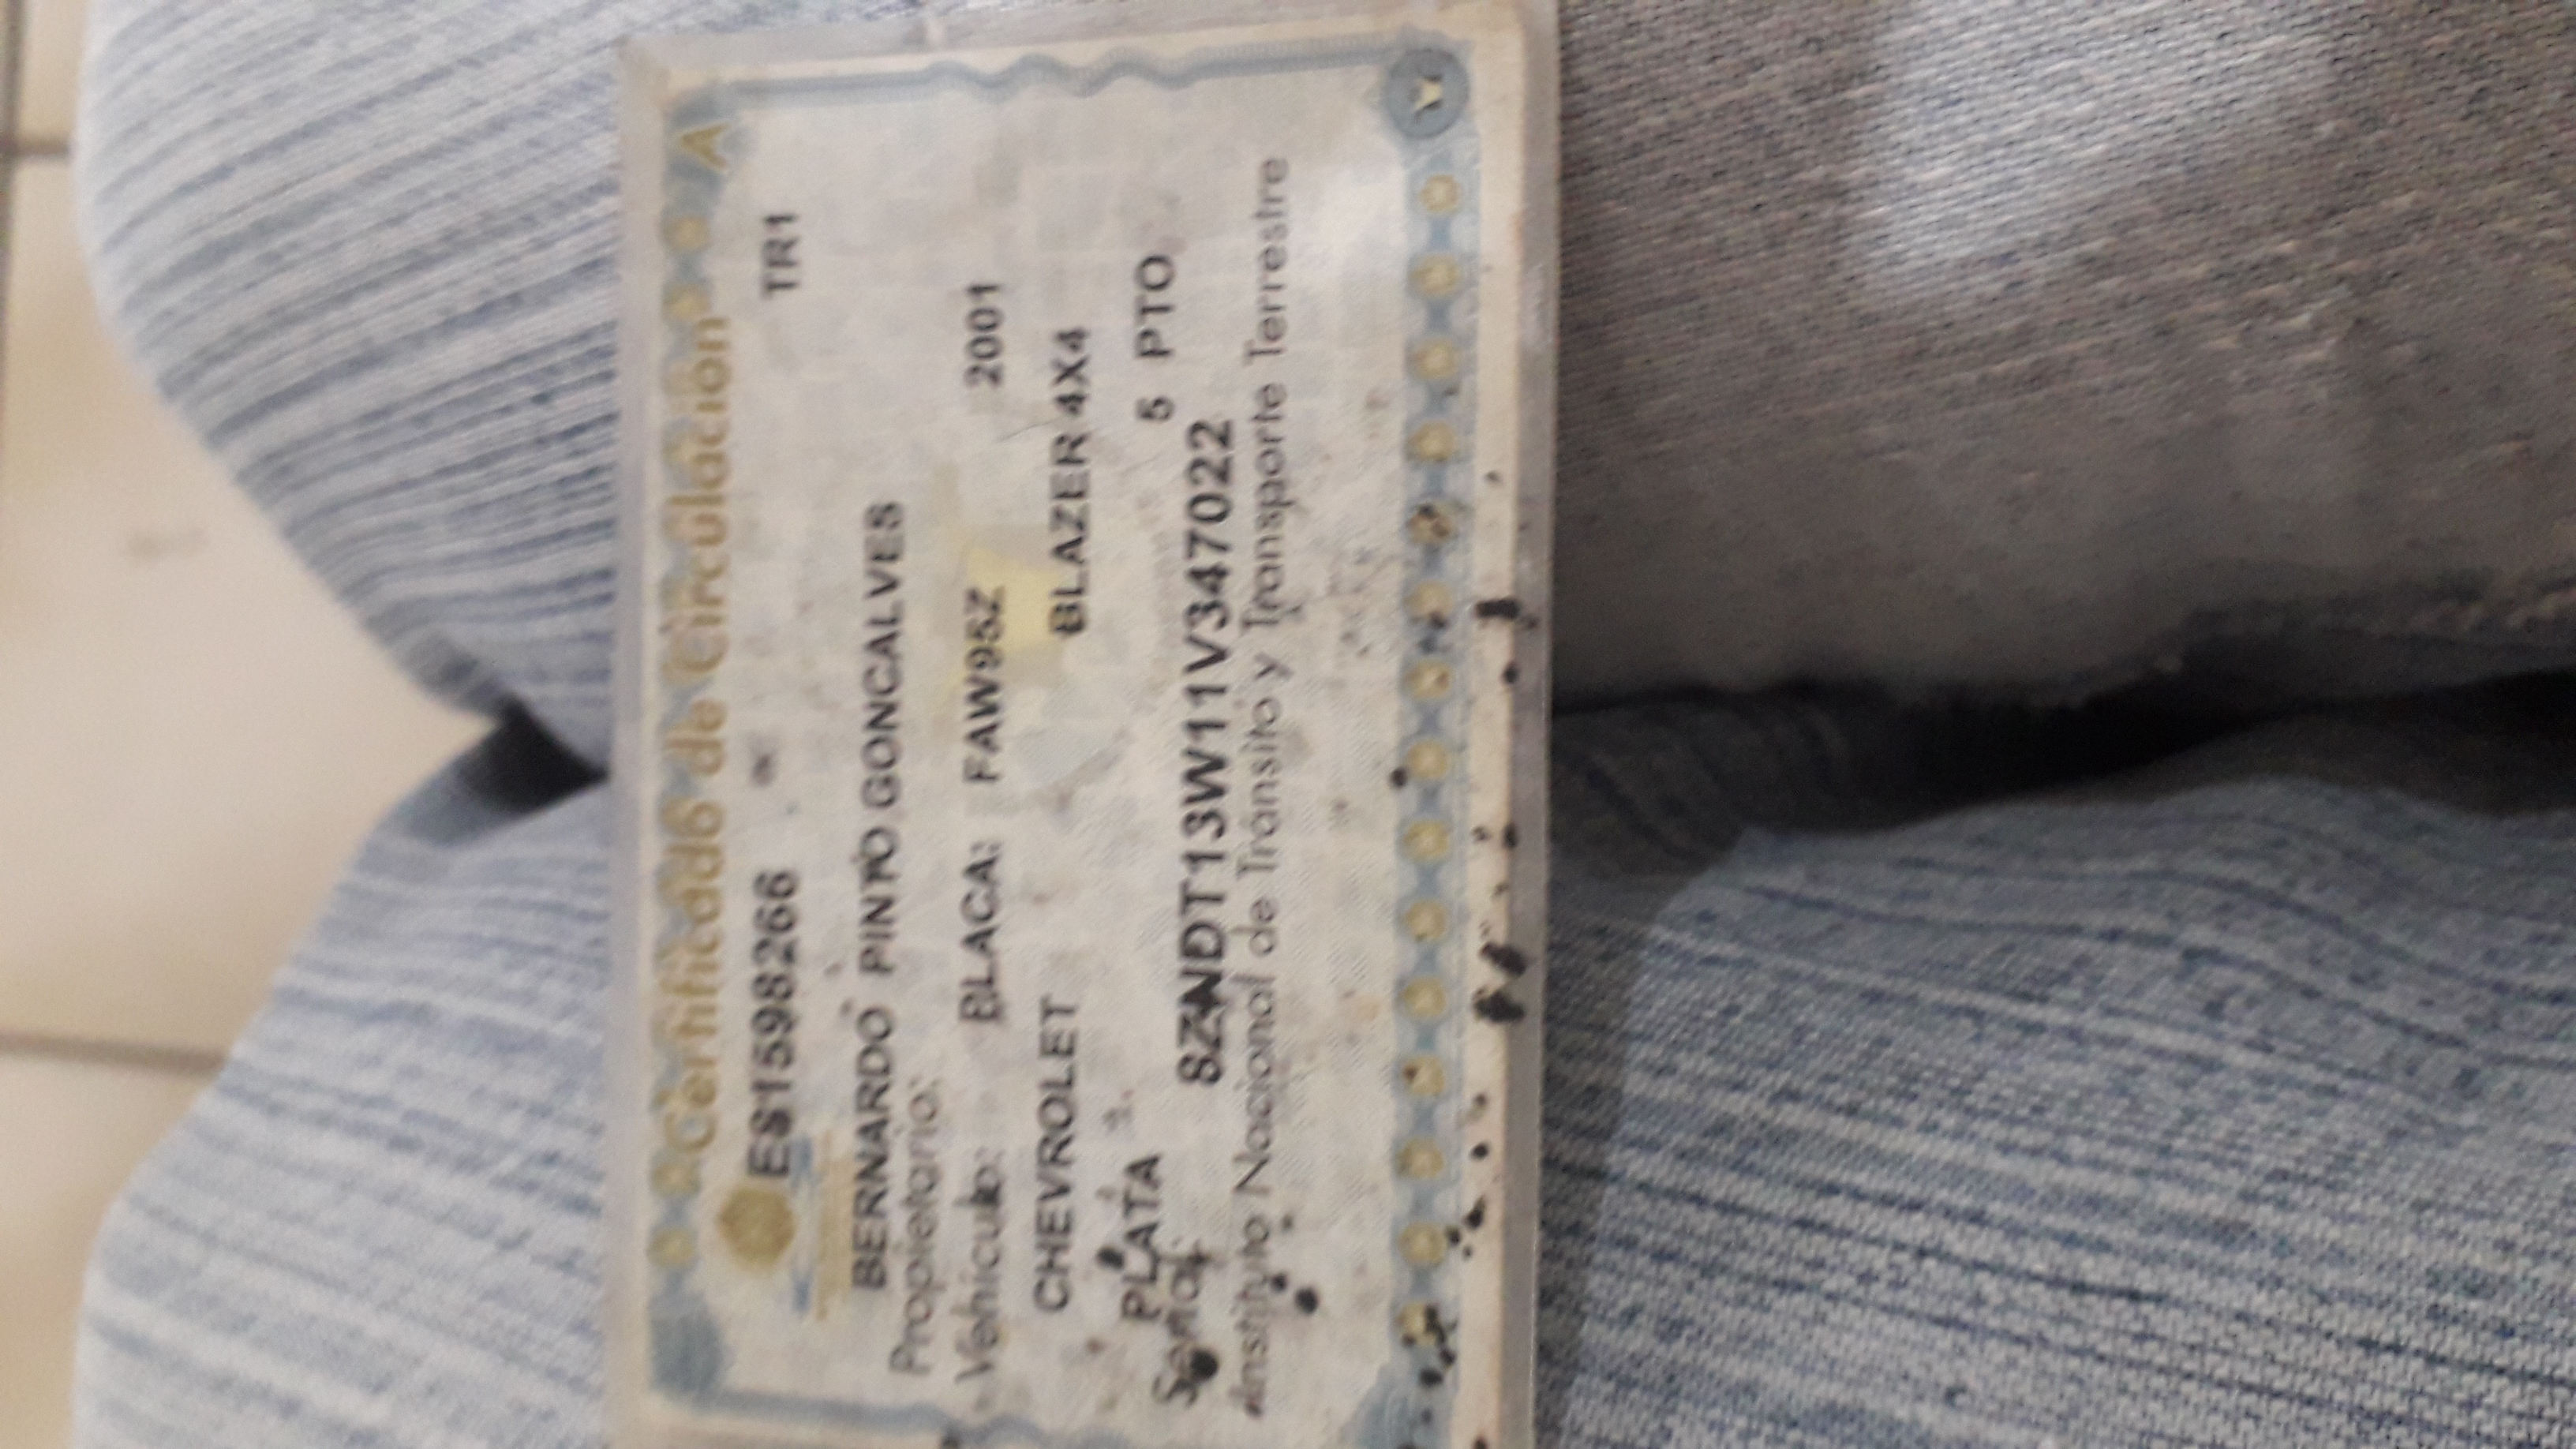 Certificado de Circulación A
E81598266 TR1
BERNARDO PINTO GONCALVES
Propietario:
Vehículo: PLACA: FAW95Z 2001
CHEVROLET BLAZER 4X4
PLATA 5 PTO
Serial:
8ZNDT13W11V347022
Instituto Nacional de Tránsito y Transporte Terrestre